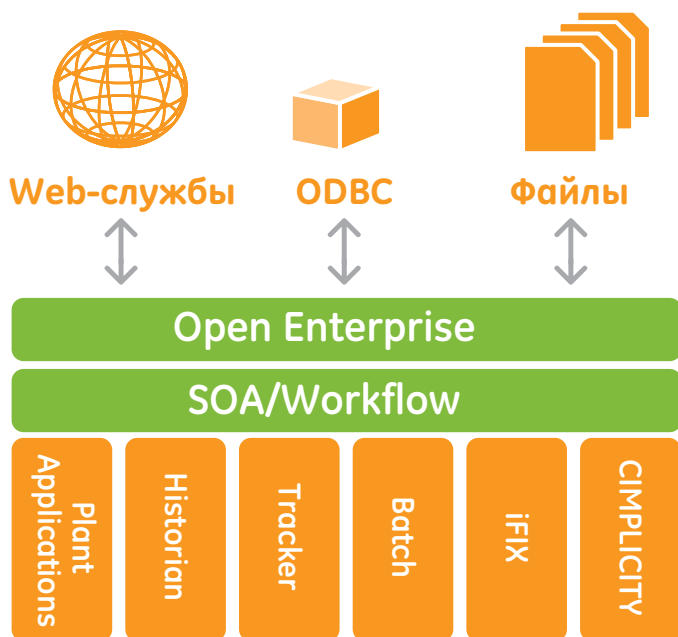 Web-службы
ODBC
Файлы
Open Enterprise
SOA/Workflow
Plant
Applications
Historian
Tracker
Batch
iFIX
CIMPLICITY